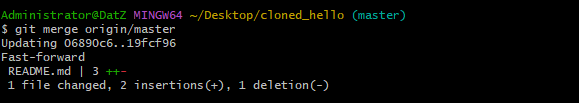 Administrator@DatZ MINGW64 ~/Desktop/cloned_hello (master)
$ git merge origin/master
Updating 06890c6..19fcf96
Fast-forward
 README.md | 3 ++-
 1 file changed, 2 insertions(+), 1 deletion(-)